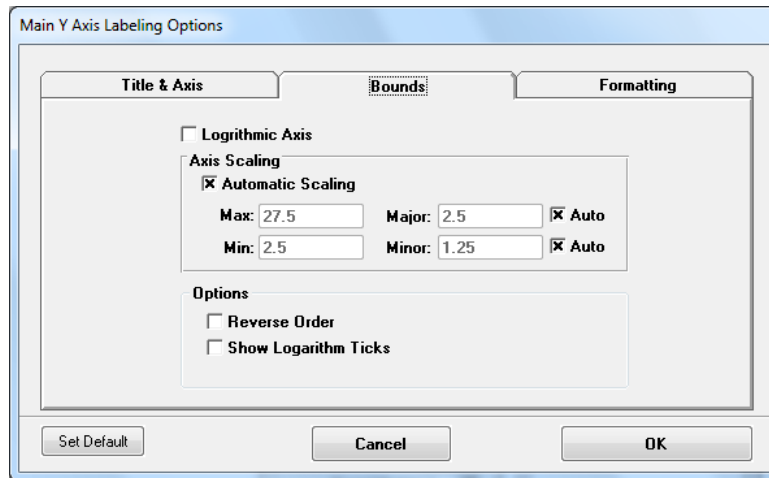 Main Y Axis Labeling Options
Title & Axis Bounds Formatting
Logrithmic Axis
Axis Scaling
Automatic Scaling
Max: 27.5 Major: 2.5 Auto
Min: 2.5 Minor: 1.25 Auto
Options
Reverse Order
Show Logarithm Ticks
Set Default Cancel OK